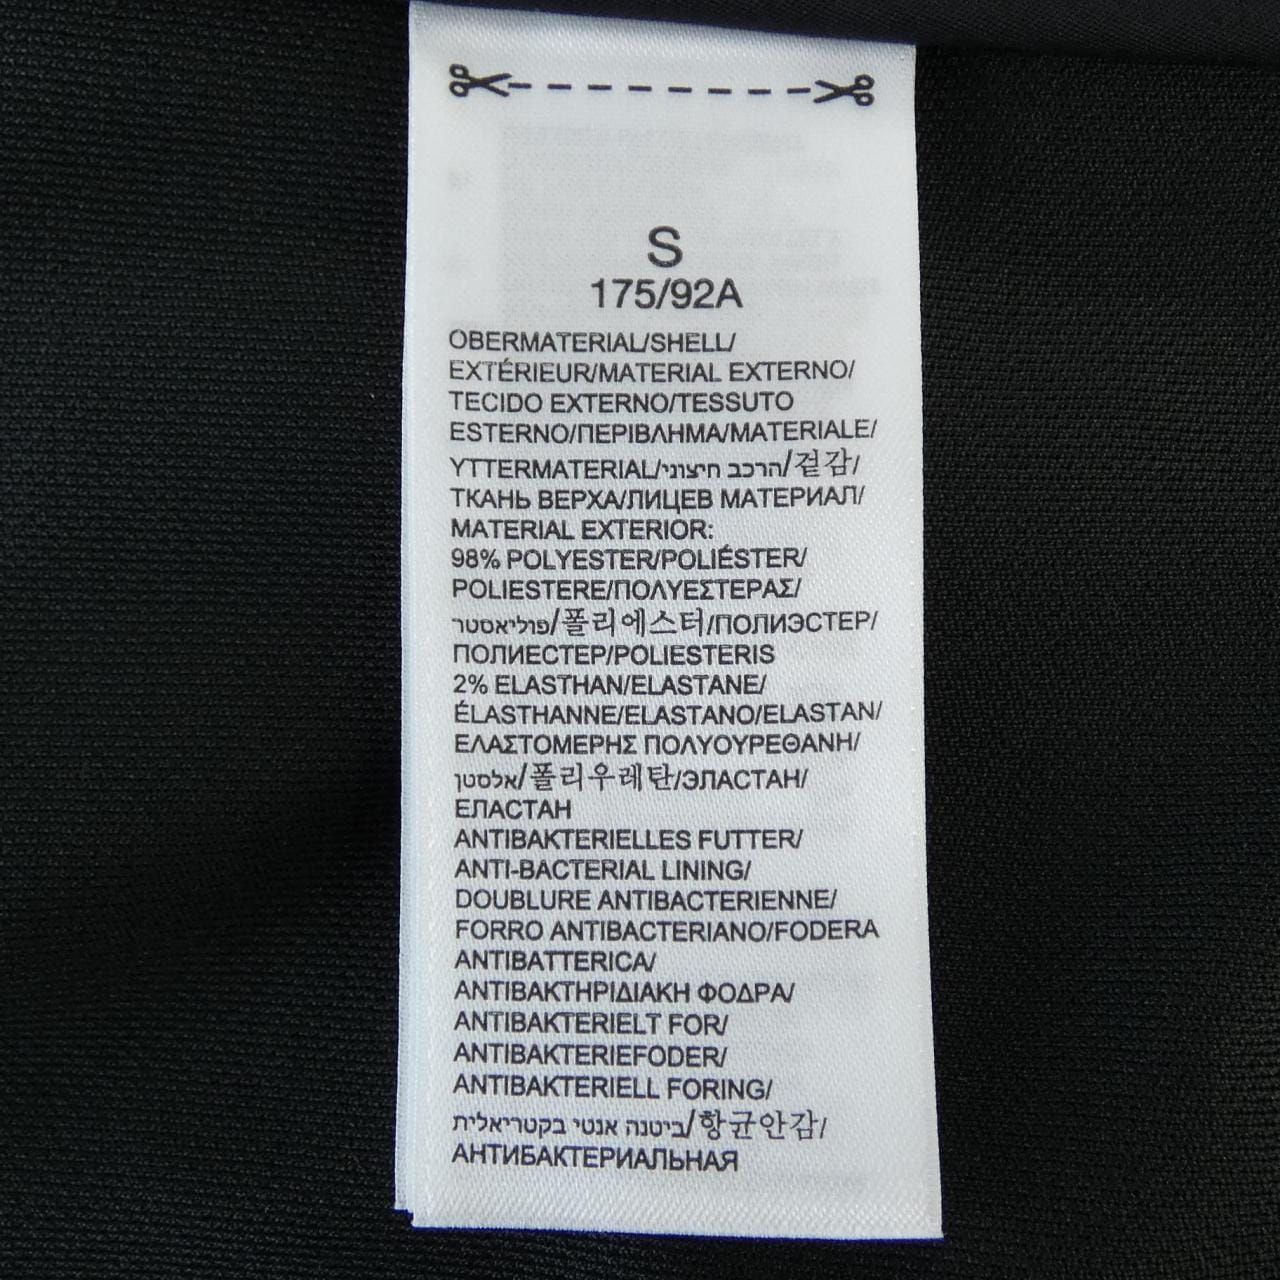 S
175/92A
OBERMATERIAL/SHELL/
EXTÉRIEUR/MATERIAL EXTERNO/
TECIDO EXTERNO/TESSUTO
ESTERNO/ΠΕΡΙΒΛΗΜΑ/MATERIALE/
YTTERMATERIAL/הרכב חיצוני/겉감/
ТКАНЬ ВЕРХА/ЛИЦЕВ МАТЕРИАЛ/
MATERIAL EXTERIOR:
98% POLYESTER/POLIÉSTER/
POLIESTERE/ΠΟΛΥΕΣΤΕΡΑΣ/
פוליאסטר/폴리에스터/ПОЛИЭСТЕР/
ПОЛИЕСТЕР/POLIESTERIS
2% ELASTHAN/ELASTANE/
ÉLASTHANNE/ELASTANO/ELASTAN/
ΕΛΑΣΤΟΜΕΡΗΣ ΠΟΛΥΟΥΡΕΘΑΝΗ/
אלסטן/폴리우레탄/ЭЛАСТАН/
ЕЛАСТАН
ANTIBAKTERIELLES FUTTER/
ANTI-BACTERIAL LINING/
DOUBLURE ANTIBACTERIENNE/
FORRO ANTIBACTERIANO/FODERA
ANTIBATTERICA/
ΑΝΤΙΒΑΚΤΗΡΙΔΙΑΚΗ ΦΟΔΡΑ/
ANTIBAKTERIELT FOR/
ANTIBAKTERIEFODER/
ANTIBAKTERIELL FORING/
ביטנה אנטי בקטריאלית/항균안감/
АНТИБАКТЕРИАЛЬНАЯ